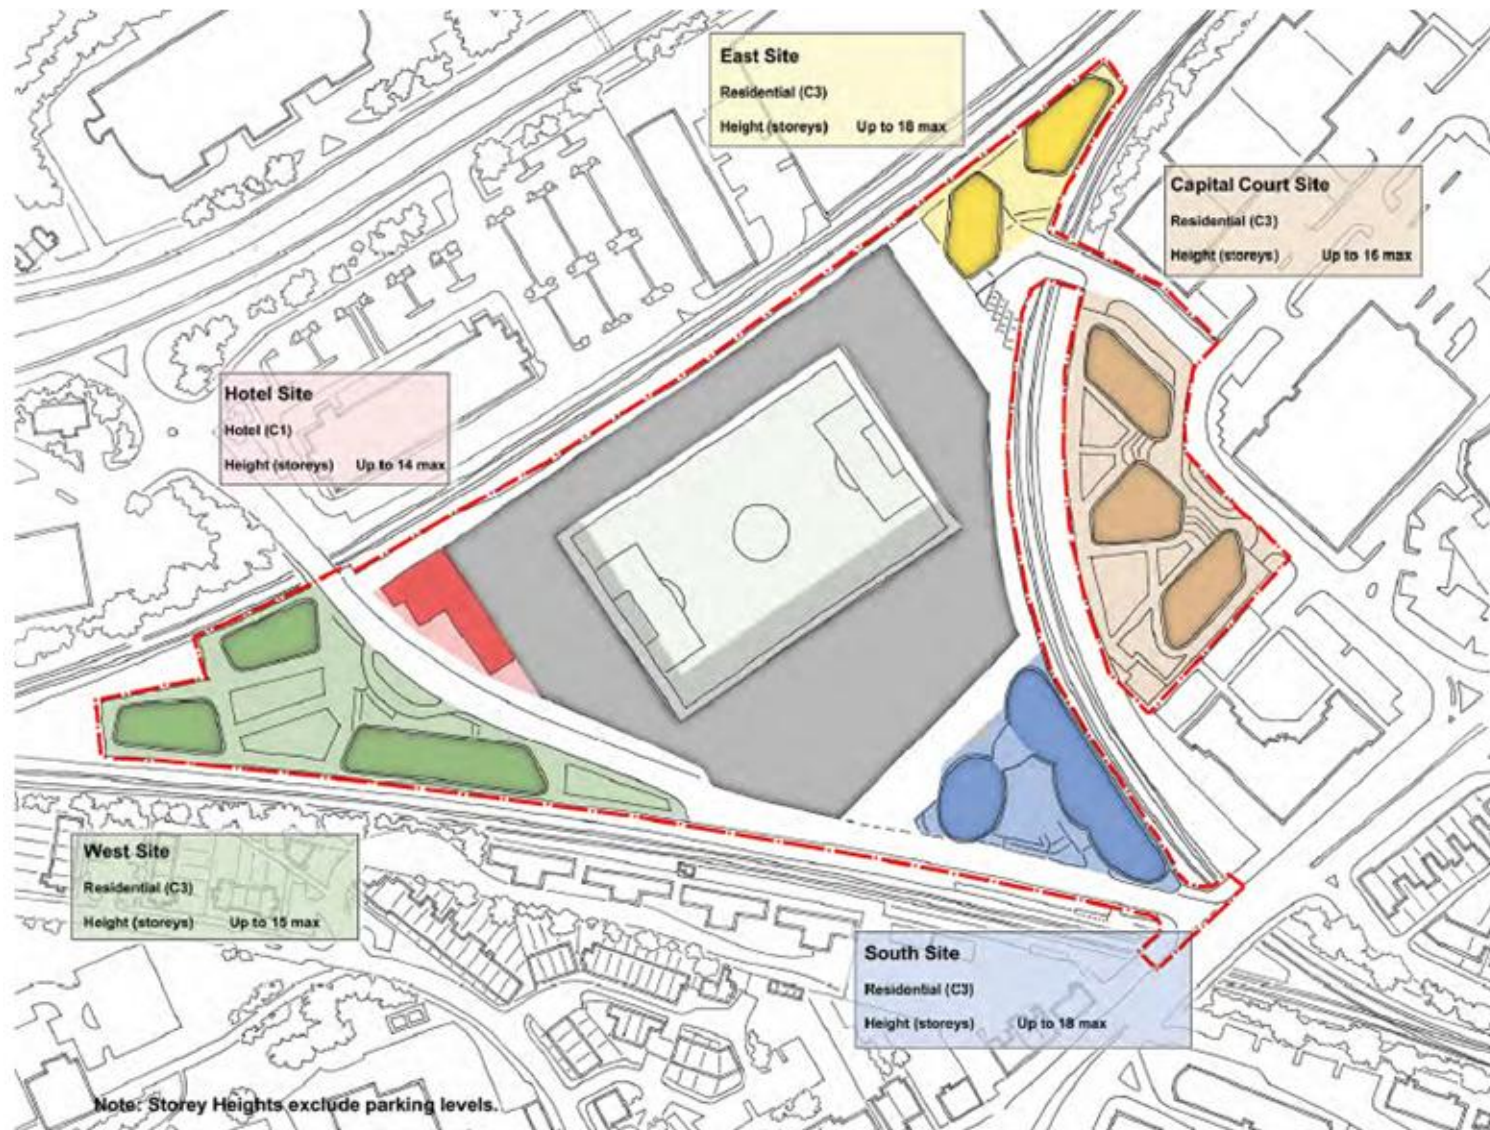 East Site
Residential (C3)
Height (storeys) Up to 18 max
Capital Court Site
Residential (C3)
Height (storeys) Up to 16 max
Hotel Site
Hotel (C1)
Height (storeys) Up to 14 max
West Site
Residential (C3)
Height (storeys) Up to 15 max
South Site
Residential (C3)
Height (storeys) Up to 18 max
Note: Storey Heights exclude parking levels.